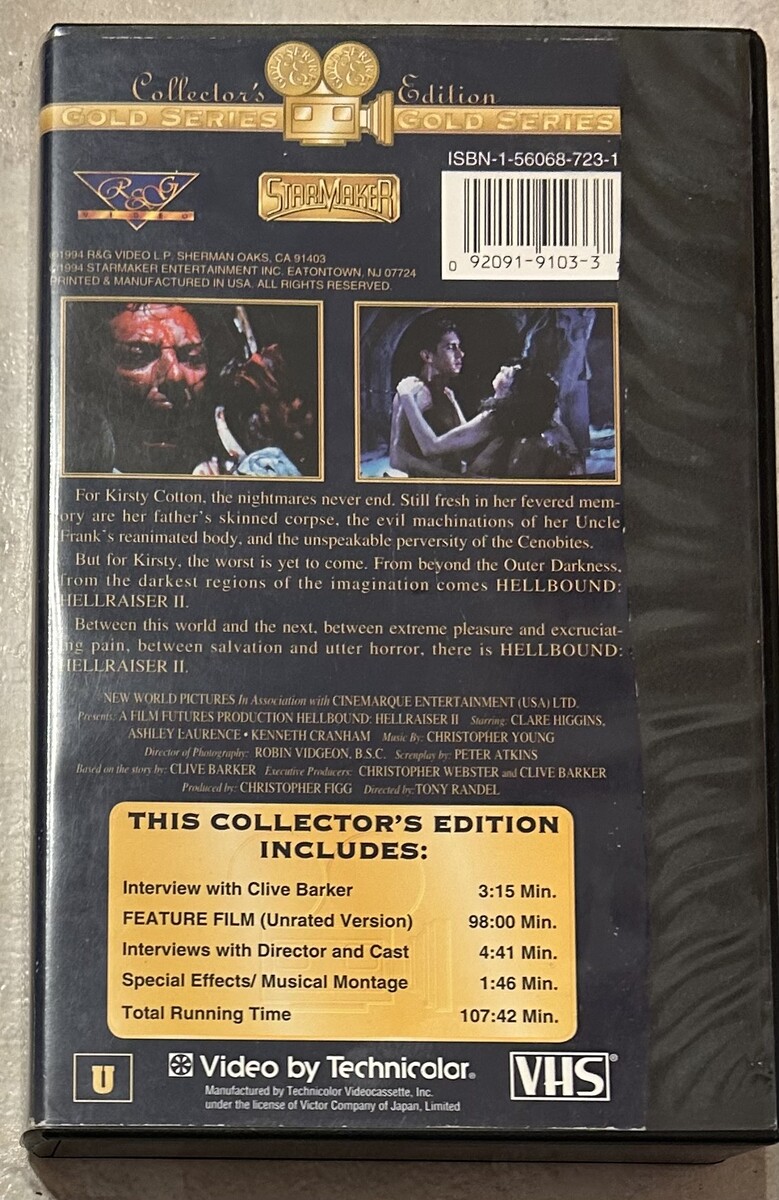 GOLD SERIES GOLD SERIES
Collector's Edition
GOLD SERIES GOLD SERIES
ISBN-1-56068-723-1
R&G
VIDEO
STARMAKER
0 92091-9103-3 7
©1994 R&G VIDEO L.P. SHERMAN OAKS, CA 91403
©1994 STARMAKER ENTERTAINMENT INC. EATONTOWN, NJ 07724
PRINTED & MANUFACTURED IN USA. ALL RIGHTS RESERVED.
For Kirsty Cotton, the nightmares never end. Still fresh in her fevered mem-
ory are her father's skinned corpse, the evil machinations of her Uncle
Frank's reanimated body, and the unspeakable perversity of the Cenobites.
But for Kirsty, the worst is yet to come. From beyond the Outer Darkness,
from the darkest regions of the imagination comes HELLBOUND:
HELLRAISER II.
Between this world and the next, between extreme pleasure and excruciat-
ing pain, between salvation and utter horror, there is HELLBOUND:
HELLRAISER II.
NEW WORLD PICTURES In Association with CINEMARQUE ENTERTAINMENT (USA) LTD.
Presents: A FILM FUTURES PRODUCTION HELLBOUND: HELLRAISER II Starring: CLARE HIGGINS,
ASHLEY LAURENCE • KENNETH CRANHAM Music By: CHRISTOPHER YOUNG
Director of Photography: ROBIN VIDGEON, B.S.C. Screnplay by: PETER ATKINS
Based on the story by: CLIVE BARKER Executive Producers: CHRISTOPHER WEBSTER and CLIVE BARKER
Produced by: CHRISTOPHER FIGG Directed by: TONY RANDEL
THIS COLLECTOR'S EDITION
INCLUDES:
Interview with Clive Barker 3:15 Min.
FEATURE FILM (Unrated Version) 98:00 Min.
Interviews with Director and Cast 4:41 Min.
Special Effects/ Musical Montage 1:46 Min.
Total Running Time 107:42 Min.
U
Video by Technicolor®
Manufactured by Technicolor Videocassette, Inc.
under the license of Victor Company of Japan, Limited
VHS®